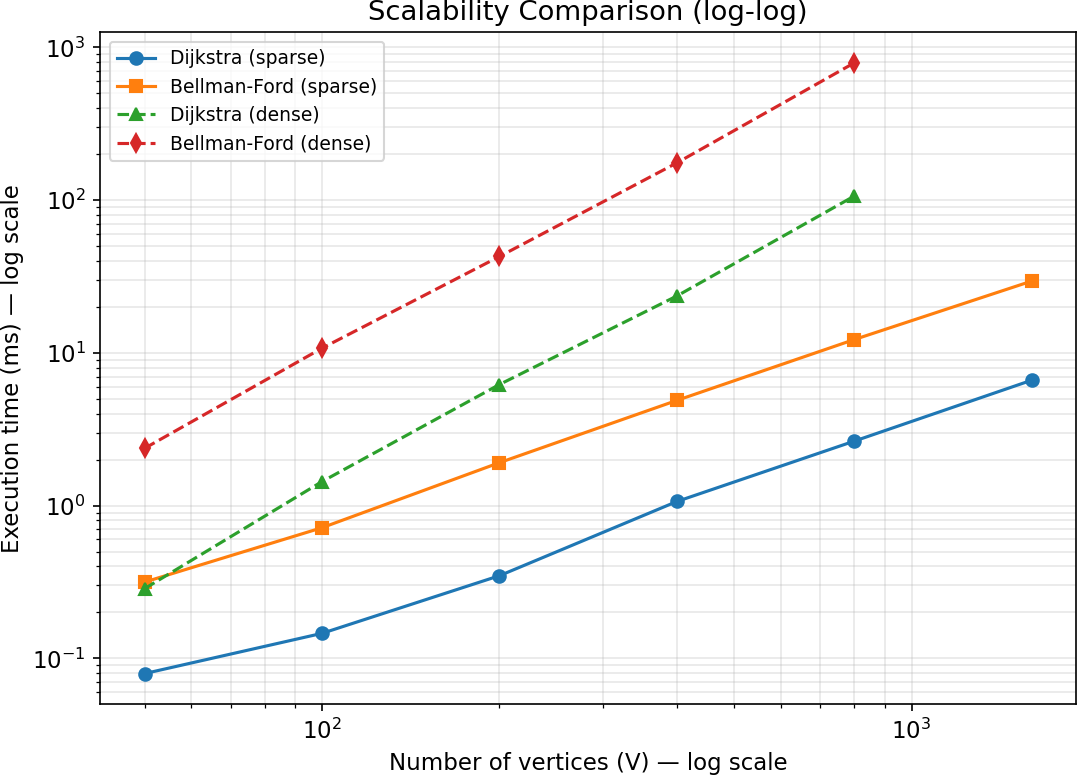 Scalability Comparison (log-log)
Dijkstra (sparse)
Bellman-Ford (sparse)
Dijkstra (dense)
Bellman-Ford (dense)
Execution time (ms) — log scale
10³
10²
10¹
10⁰
10⁻¹
10² 10³
Number of vertices (V) — log scale